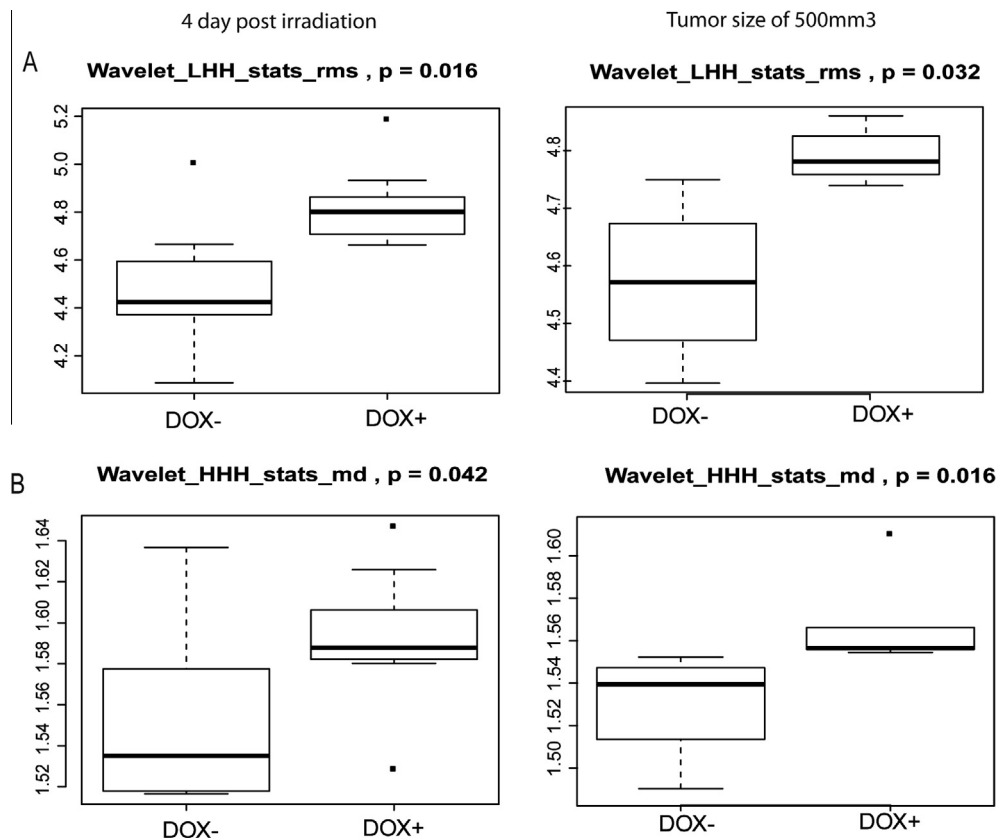 4 day post irradiation
Tumor size of 500mm3
A
Wavelet_LHH_stats_rms , p = 0.016
5.2
5.0
4.8
4.6
4.4
4.2
DOX-
DOX+
Wavelet_LHH_stats_rms , p = 0.032
4.8
4.7
4.6
4.5
4.4
DOX-
DOX+
B
Wavelet_HHH_stats_md , p = 0.042
1.64
1.62
1.60
1.58
1.56
1.54
1.52
DOX-
DOX+
Wavelet_HHH_stats_md , p = 0.016
1.60
1.58
1.56
1.54
1.52
1.50
DOX-
DOX+